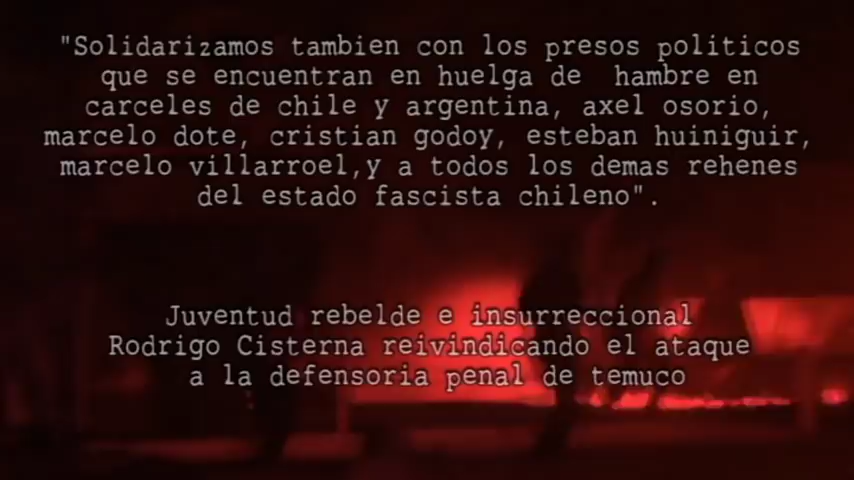 "Solidarizamos tambien con los presos politicos
que se encuentran en huelga de hambre en
carceles de chile y argentina, axel osorio,
marcelo dote, cristian godoy, esteban huiniguir,
marcelo villarroel,y a todos los demas rehenes
del estado fascista chileno".
Juventud rebelde e insurreccional
Rodrigo Cisterna reivindicando el ataque
a la defensoria penal de temuco